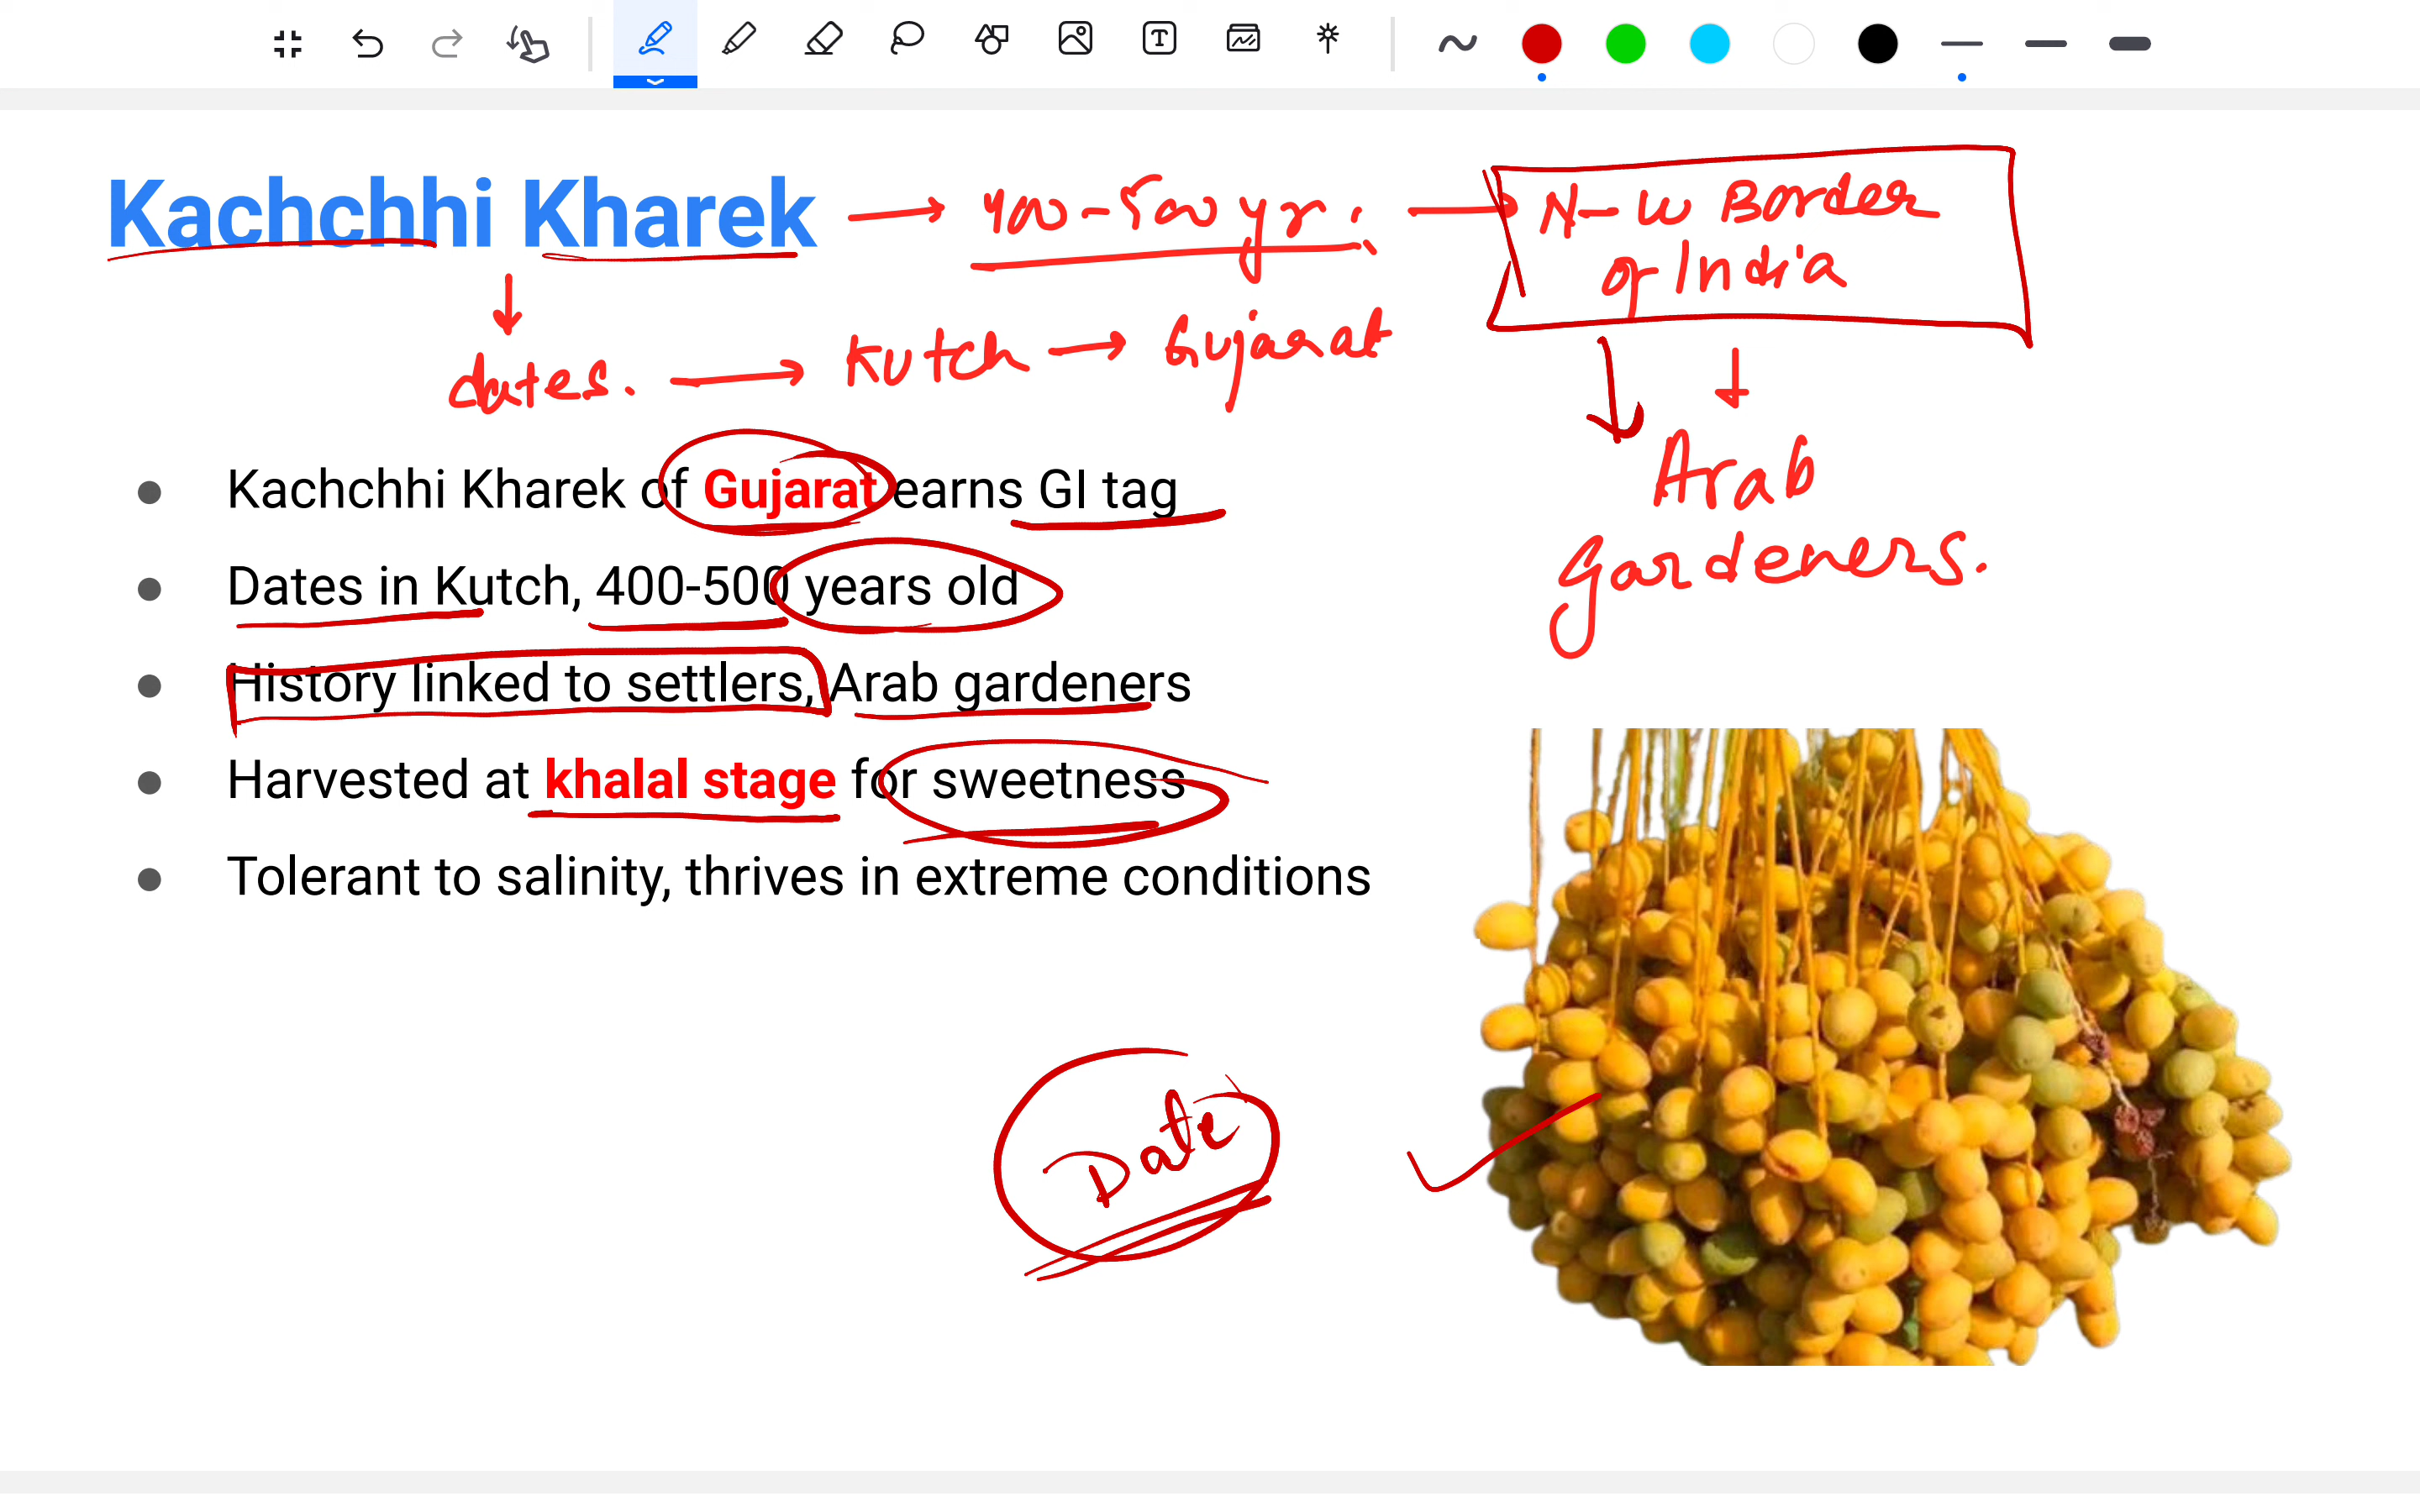 Kachchhi Kharek → 400-500 yr. → N-W Border
of India
dates. → Kutch → Gujarat
Arab
gardeners.
• Kachchhi Kharek of Gujarat earns GI tag
• Dates in Kutch, 400-500 years old
• History linked to settlers, Arab gardeners
• Harvested at khalal stage for sweetness
• Tolerant to salinity, thrives in extreme conditions
Date